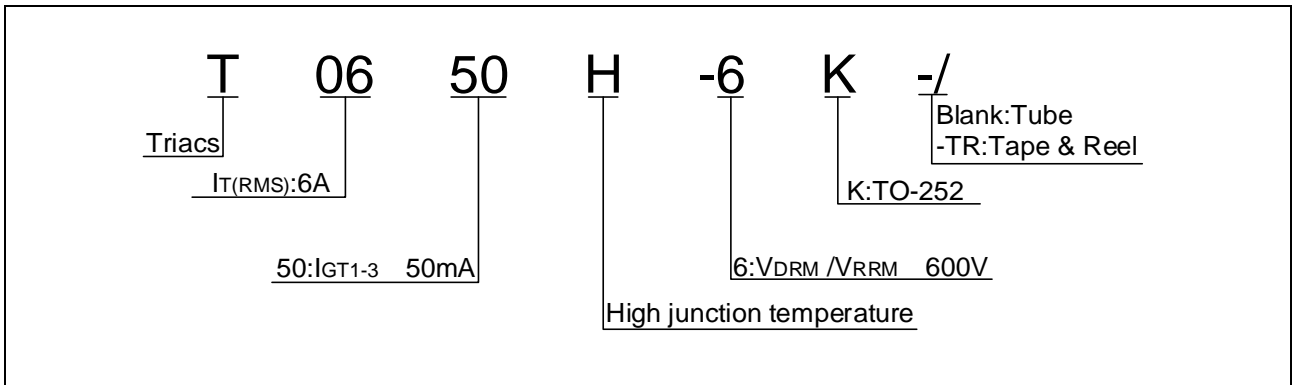 T 06 50 H -6 K -/
Blank:Tube
-TR:Tape & Reel
Triacs
IT(RMS):6A
K:TO-252
50:IGT1-3 50mA
6:VDRM /VRRM 600V
High junction temperature